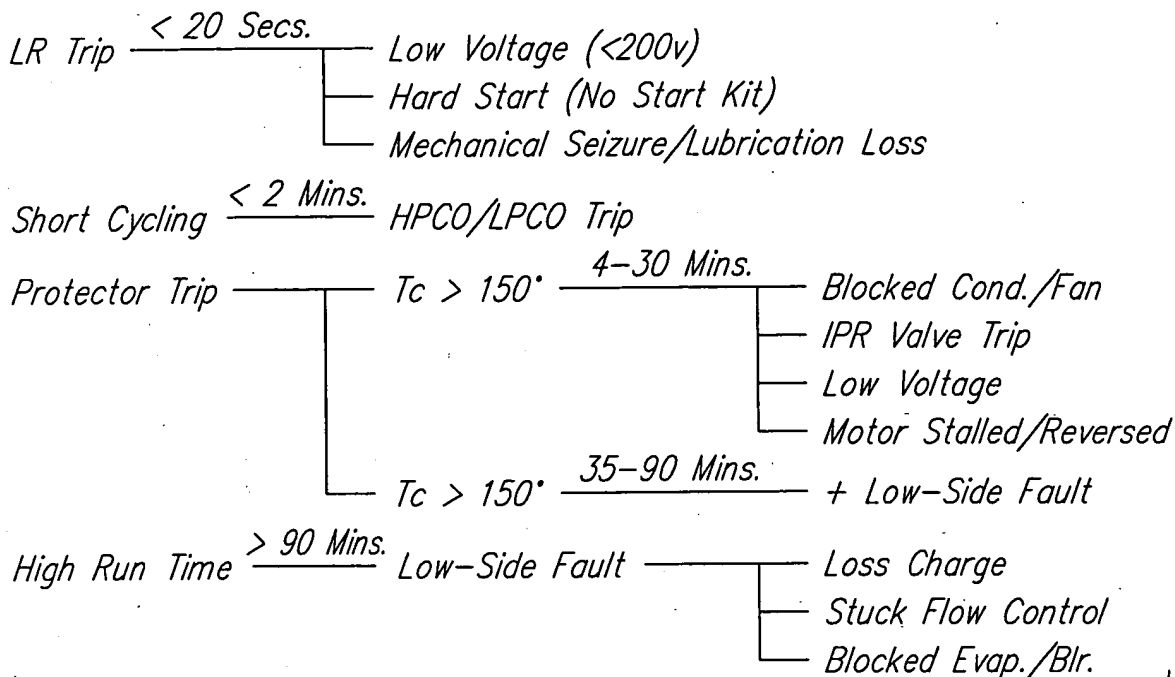 LR Trip < 20 Secs. Low Voltage (<200v)
Hard Start (No Start Kit)
Mechanical Seizure/Lubrication Loss
Short Cycling < 2 Mins. HPCO/LPCO Trip
Protector Trip Tc > 150° 4-30 Mins. Blocked Cond./Fan
IPR Valve Trip
Low Voltage
Motor Stalled/Reversed
Tc > 150° 35-90 Mins. + Low-Side Fault
High Run Time > 90 Mins. Low-Side Fault Loss Charge
Stuck Flow Control
Blocked Evap./Blr.